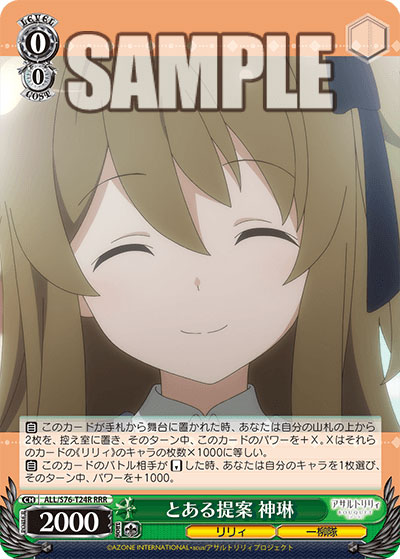 LEVEL
0
0
COST
SAMPLE
自 このカードが手札から舞台に置かれた時、あなたは自分の山札の上から
2枚を、控え室に置き、そのターン中、このカードのパワーを＋X。Xはそれら
のカードの《リリィ》のキャラの枚数×1000に等しい。
自 このカードのバトル相手が した時、あなたは自分のキャラを1枚選び、
そのターン中、パワーを＋1000。
CH ALL/S76-T24R RRR
とある提案 神琳
アサルトリリィ
BOUQUET
POWER
2000
リリィ
一柳隊
©AZONE INTERNATIONAL・acus/アサルトリリィプロジェクト